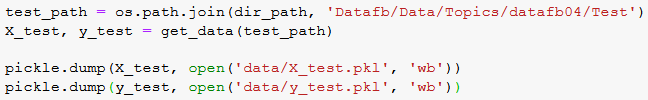 test_path = os.path.join(dir_path, 'Datafb/Data/Topics/datafb04/Test')
X_test, y_test = get_data(test_path)
pickle.dump(X_test, open('data/X_test.pkl', 'wb'))
pickle.dump(y_test, open('data/y_test.pkl', 'wb'))